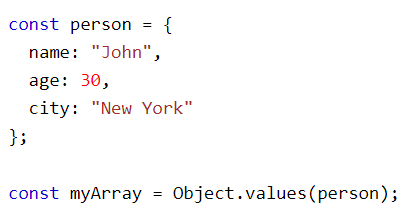 const person = {
  name: "John",
  age: 30,
  city: "New York"
};

const myArray = Object.values(person);